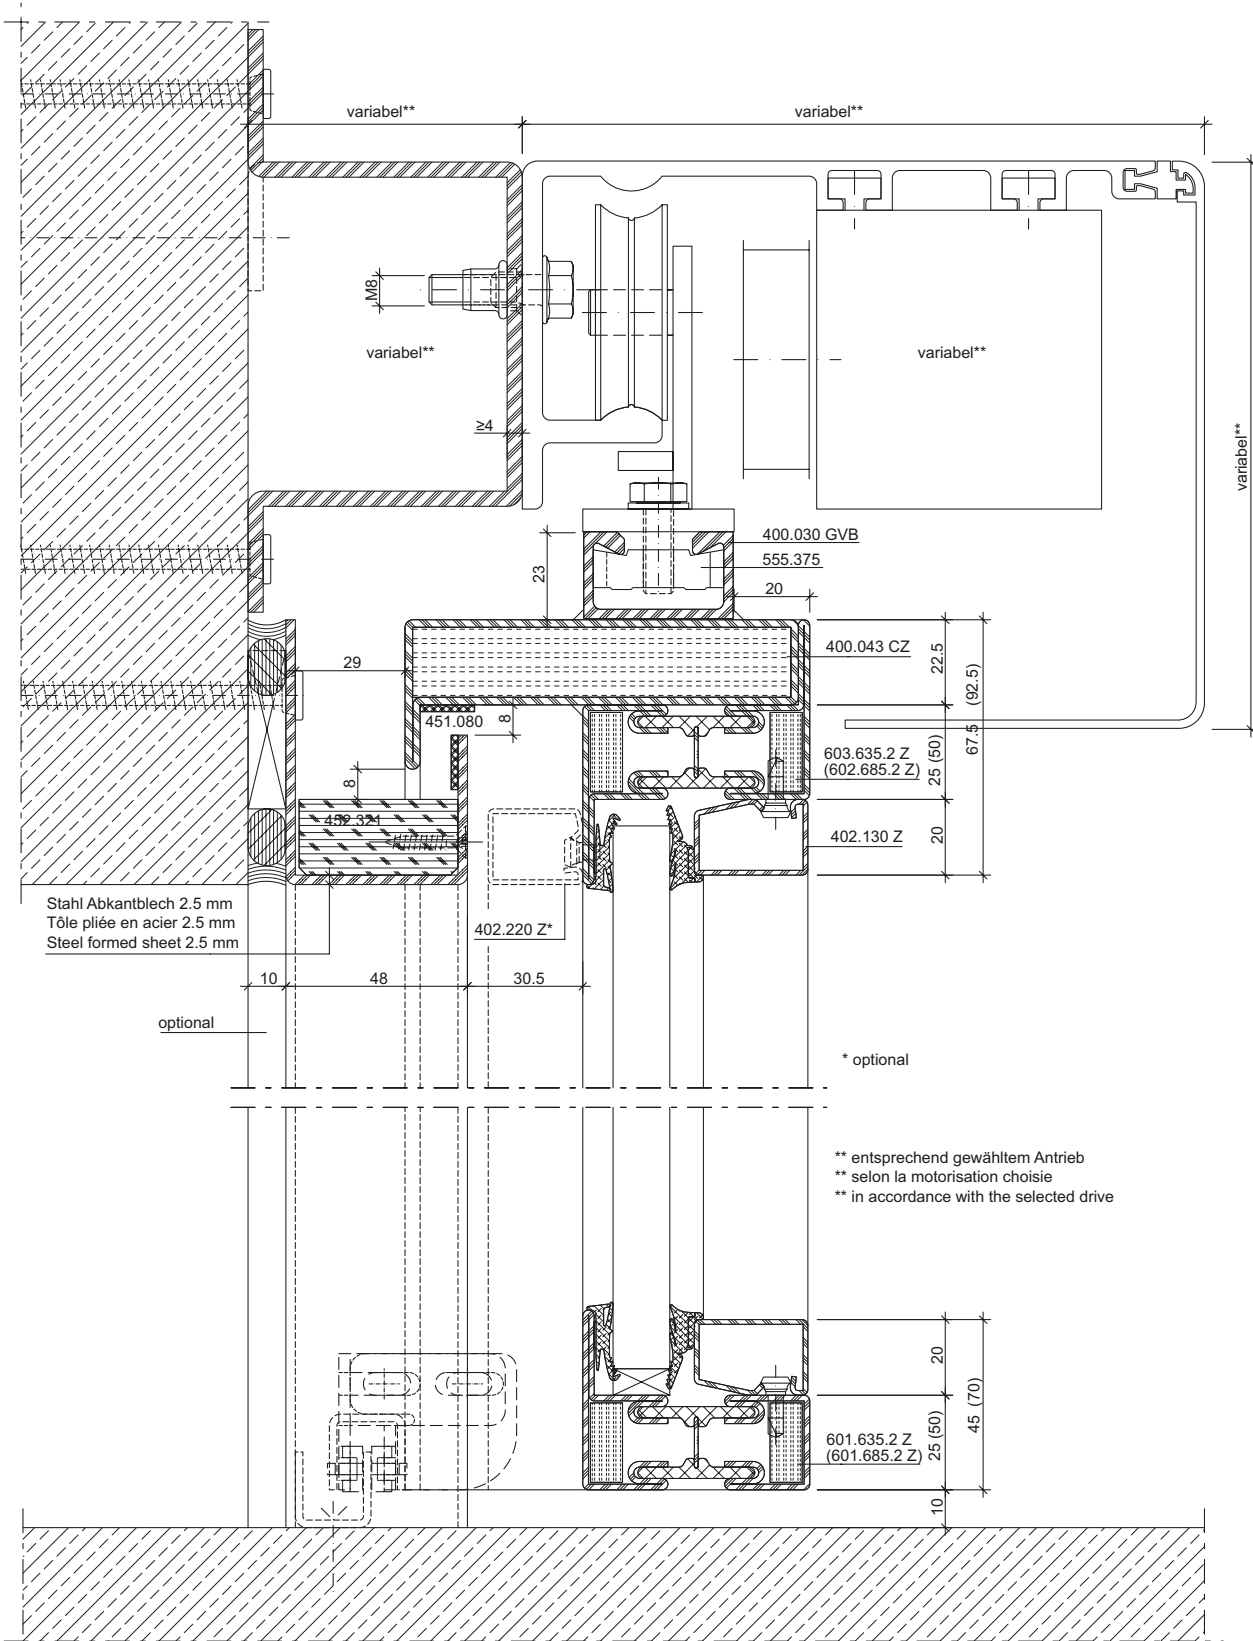 variabel**
variabel**
M8
variabel**
variabel**
variabel**
≥4
400.030 GVB
555.375
23
20
400.043 CZ
22.5
(92.5)
67.5
29
451.080
8
603.635.2 Z
(602.685.2 Z)
25 (50)
8
452.321
402.130 Z
20
Stahl Abkantblech 2.5 mm
Tôle pliée en acier 2.5 mm
Steel formed sheet 2.5 mm
402.220 Z*
10
48
30.5
optional
* optional
** entsprechend gewähltem Antrieb
** selon la motorisation choisie
** in accordance with the selected drive
20
45 (70)
601.635.2 Z
(601.685.2 Z)
25 (50)
10